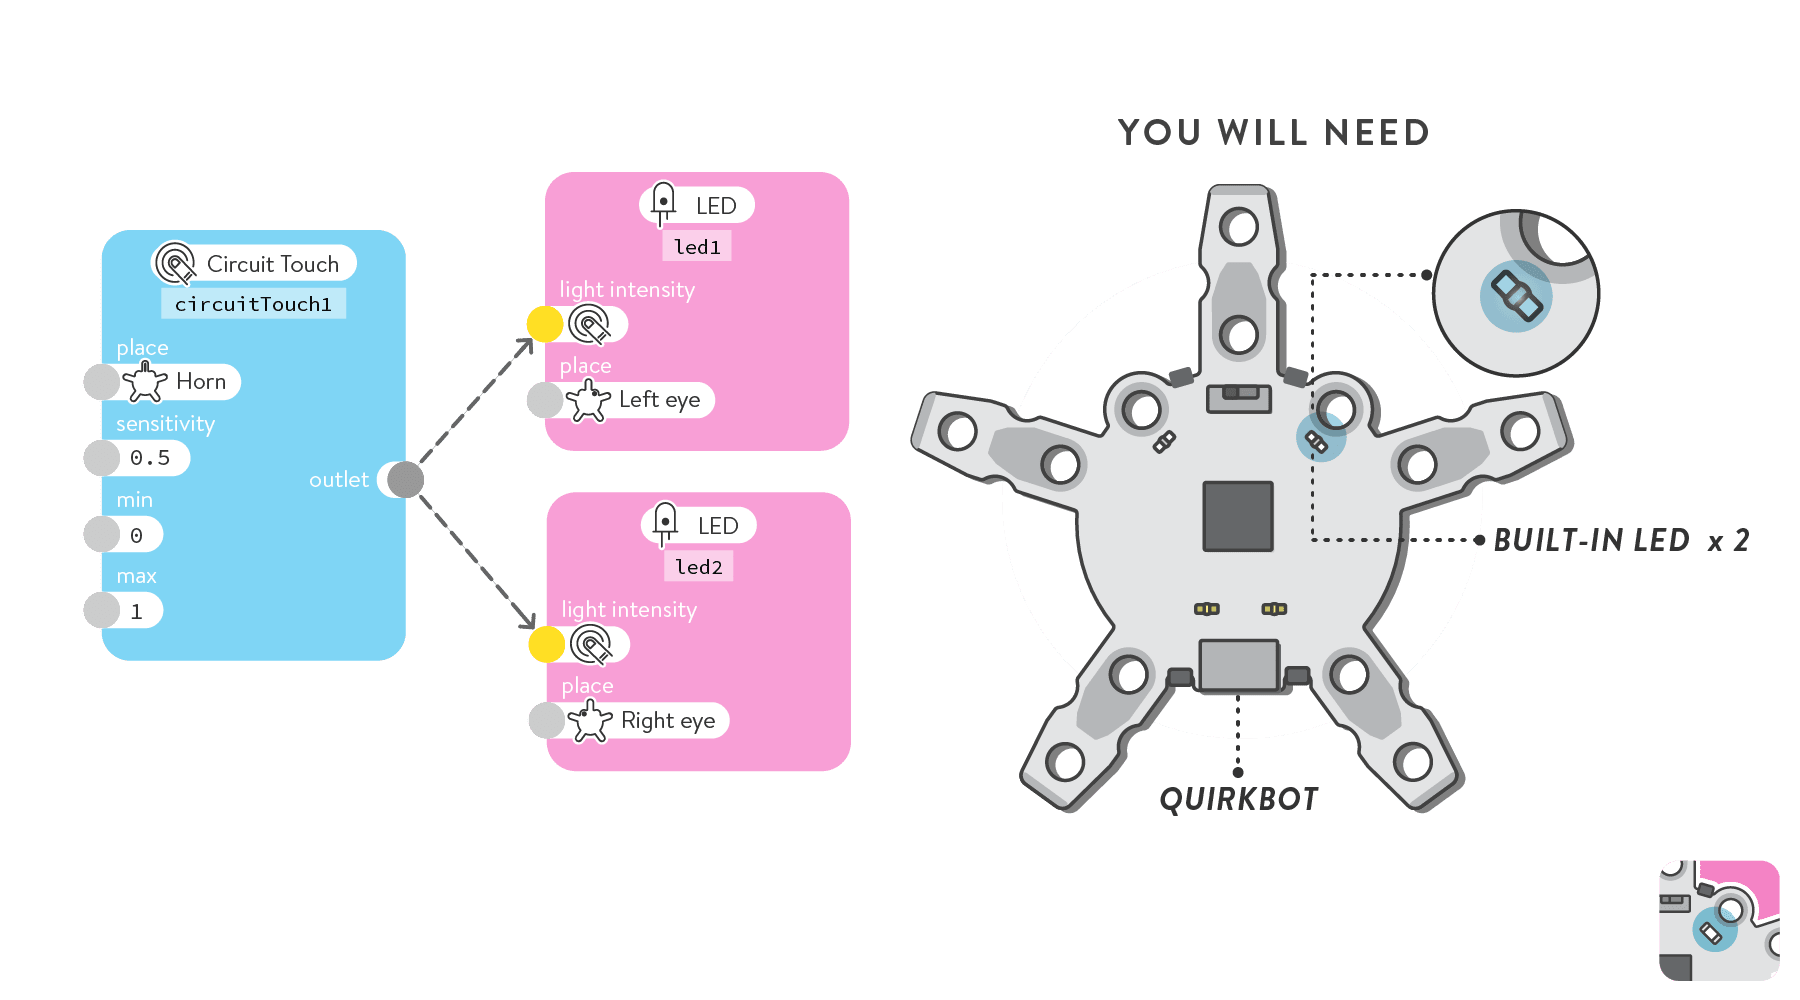 YOU WILL NEED
Circuit Touch
circuitTouch1
place
Horn
sensitivity
0.5
min
0
max
1
outlet
LED
led1
light intensity
place
Left eye
LED
led2
light intensity
place
Right eye
BUILT-IN LED x 2
QUIRKBOT